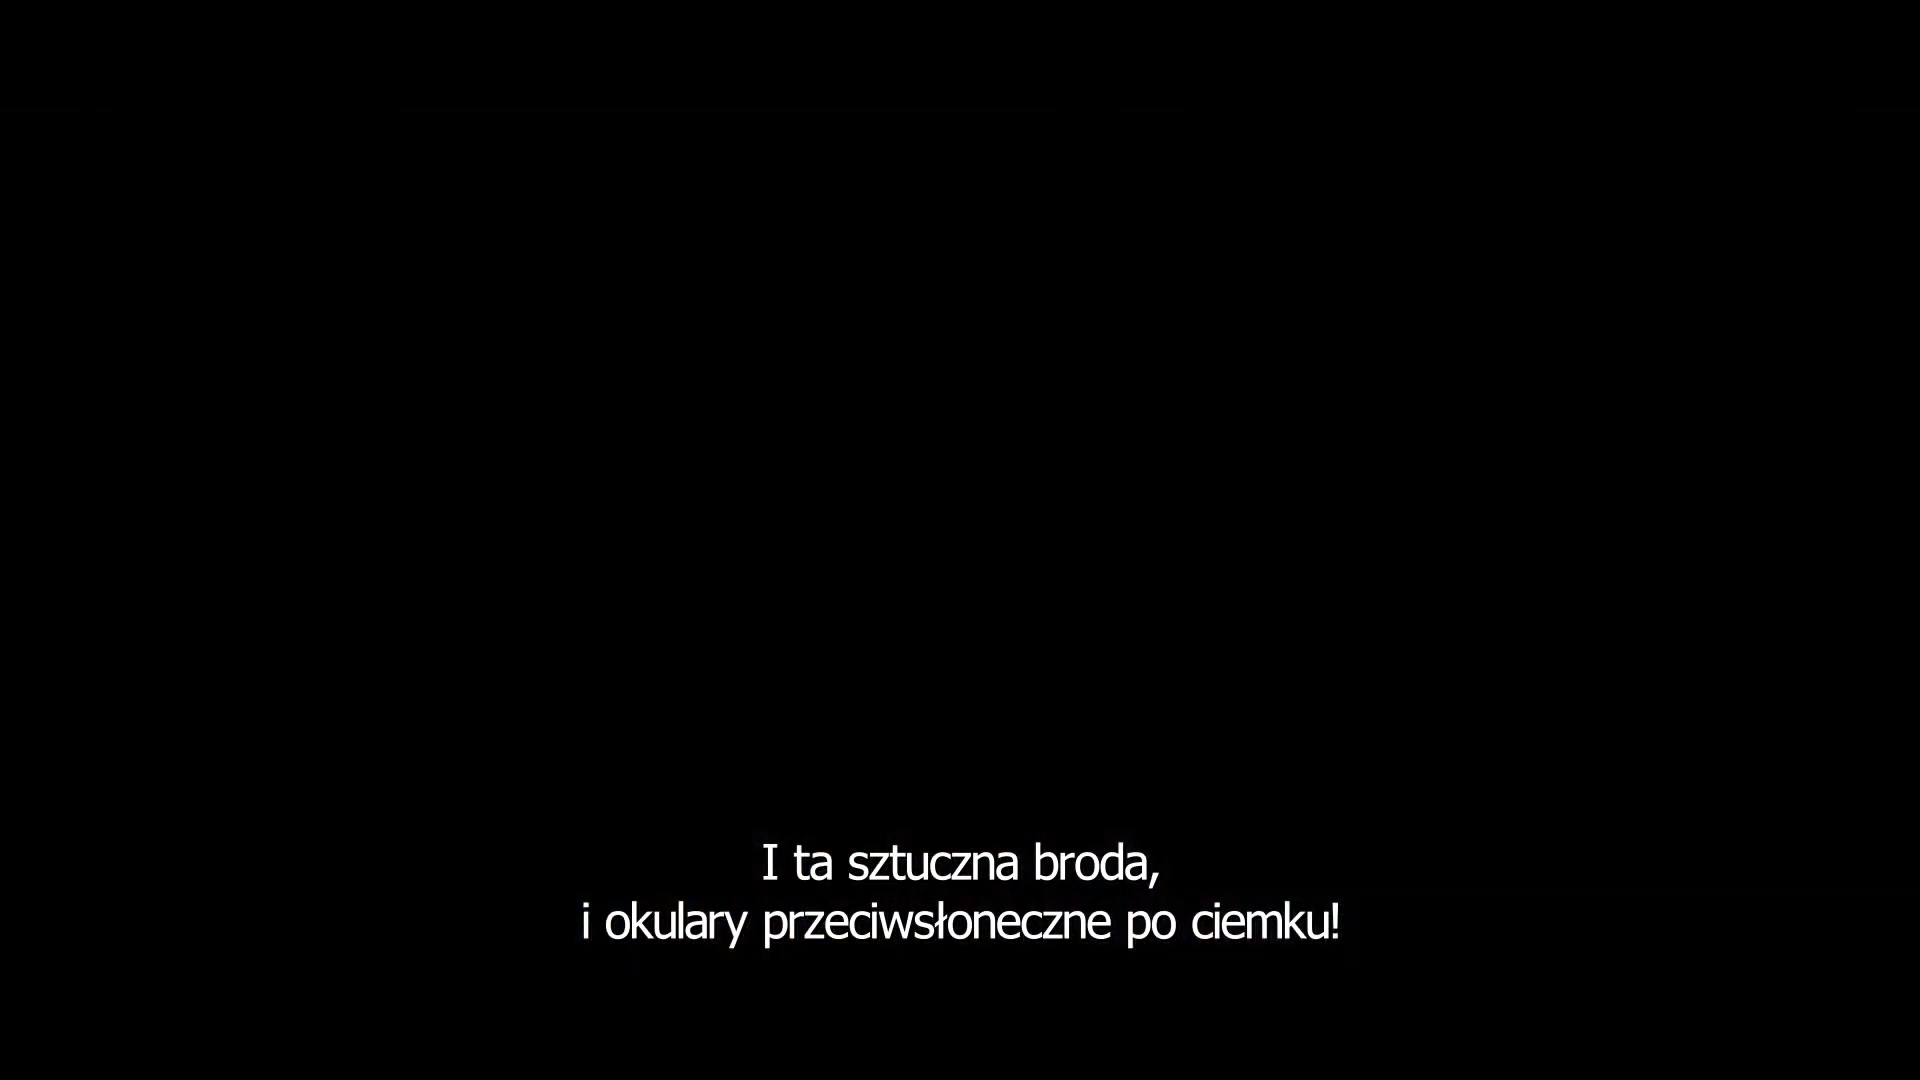 I ta sztuczna broda,
i okulary przeciwsłoneczne po ciemku!